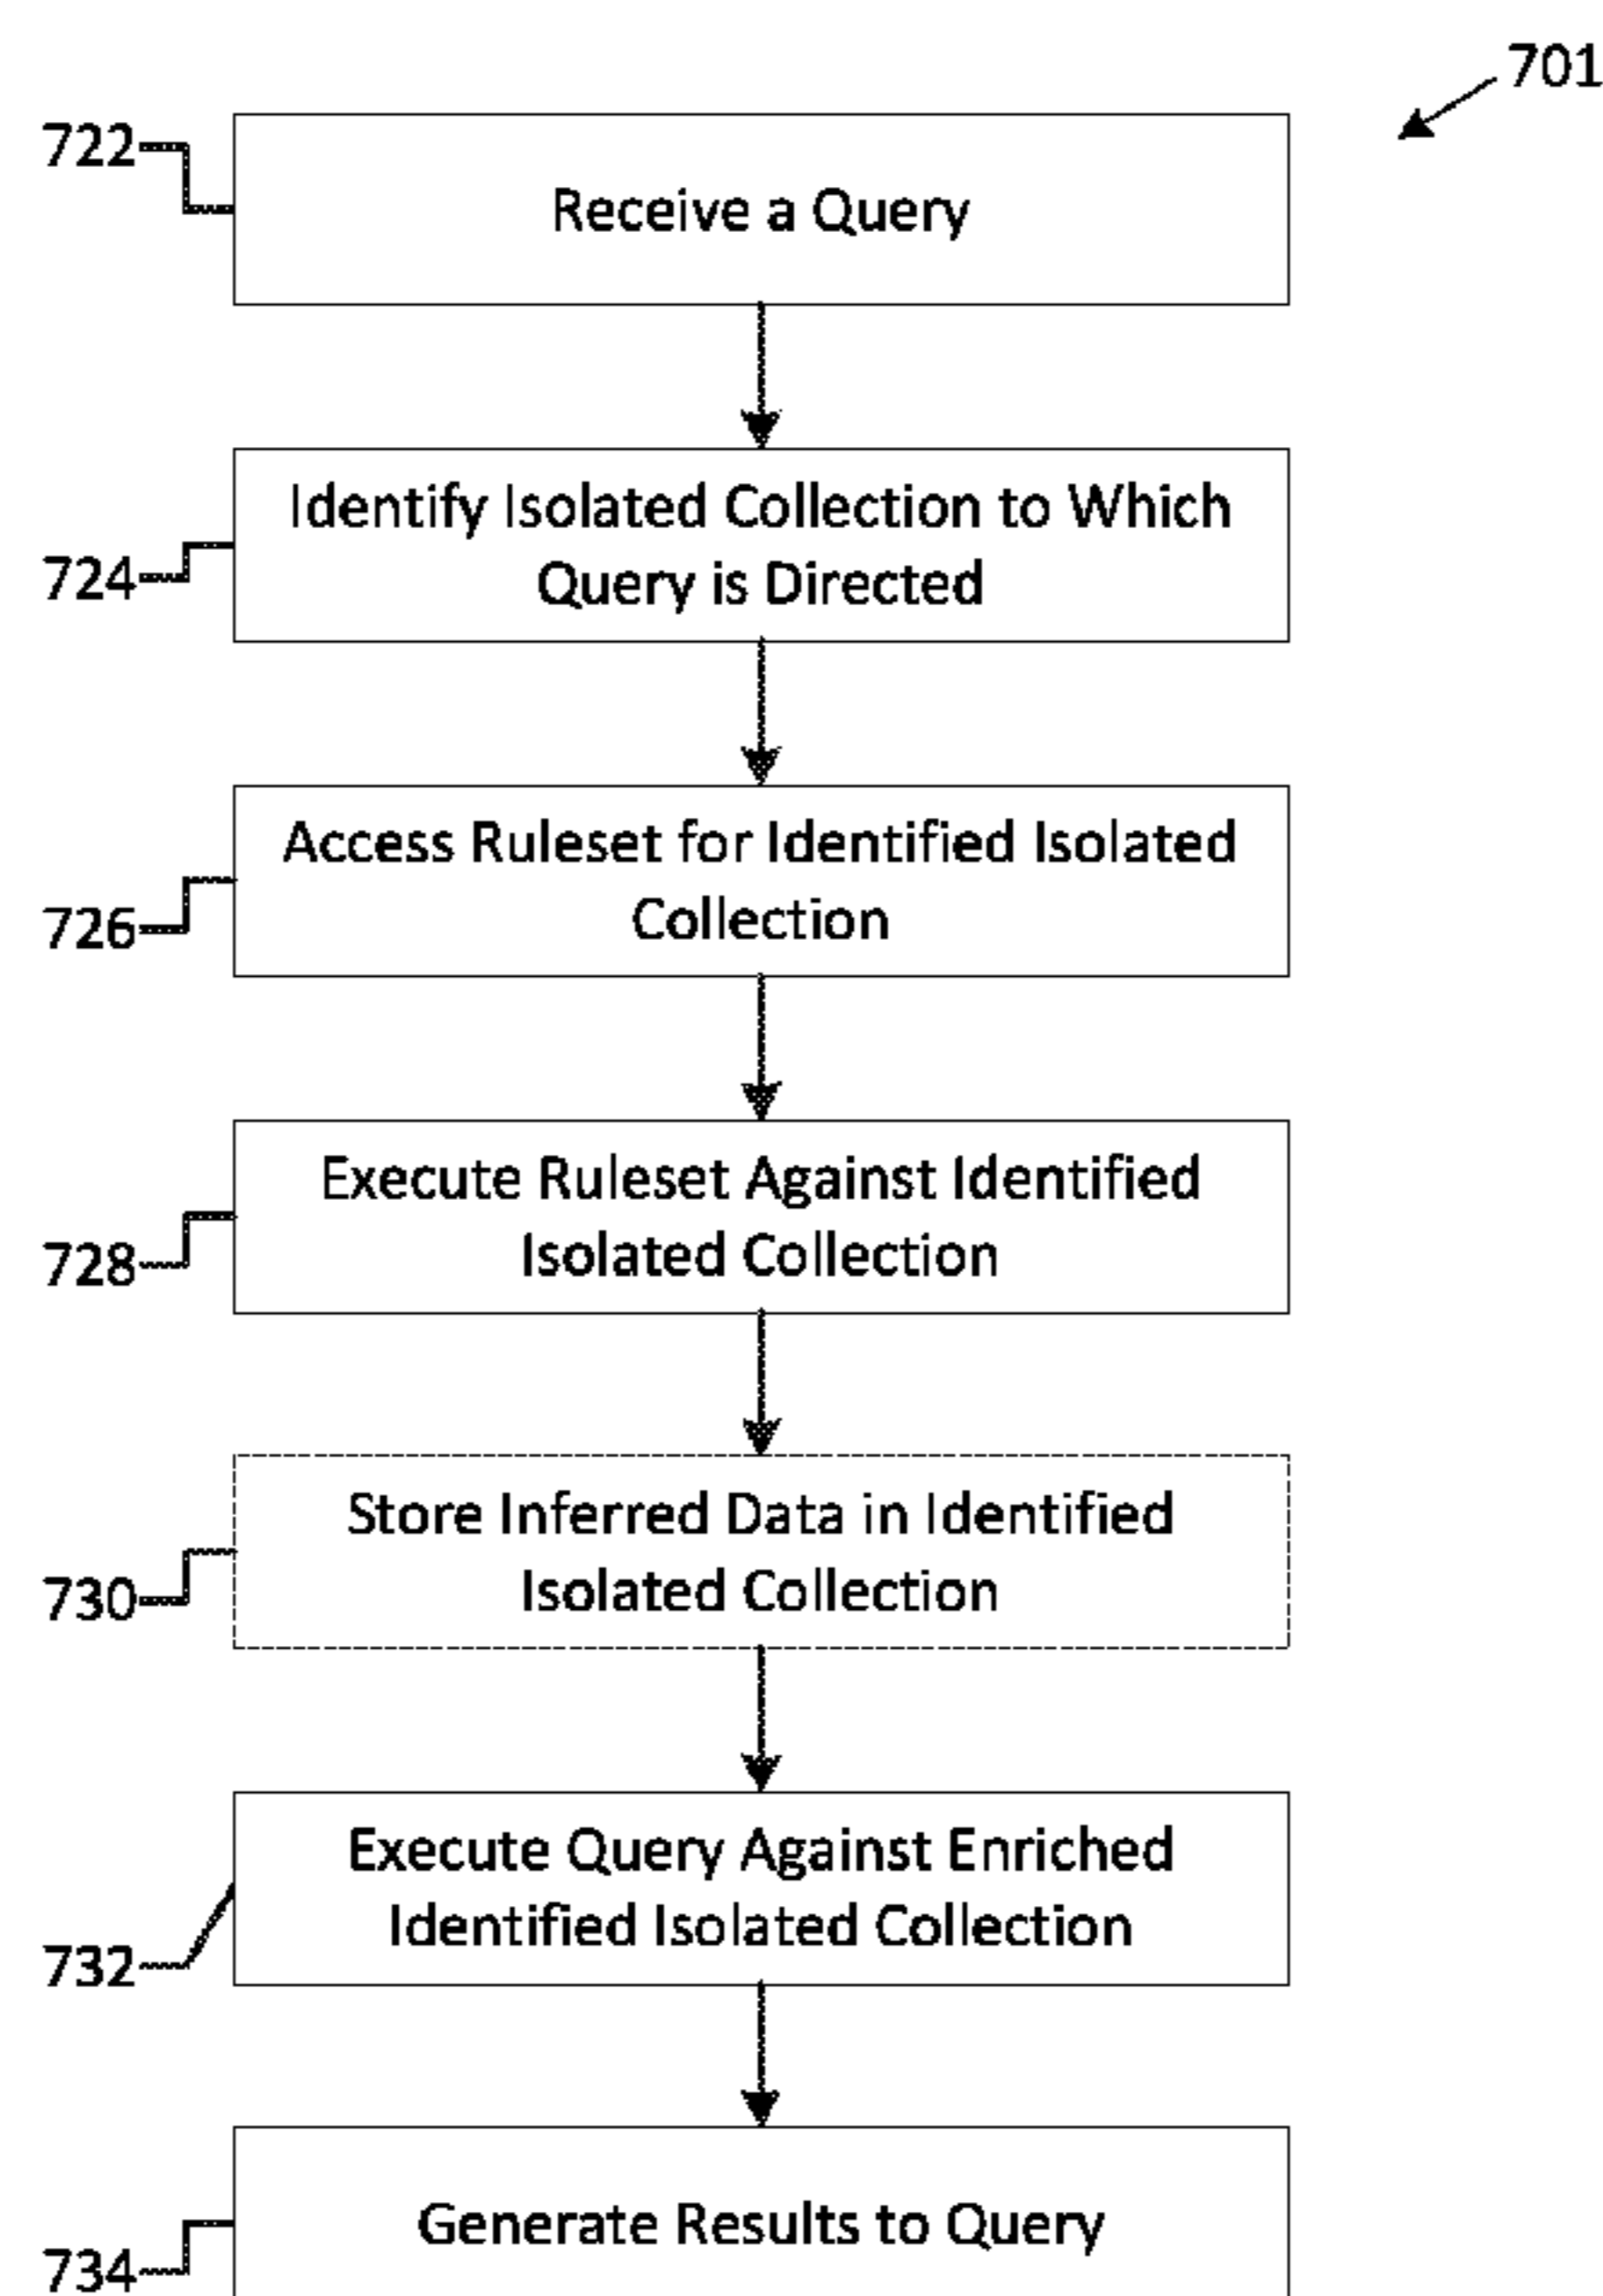 701
722
Receive a Query
Identify Isolated Collection to Which
Query is Directed
724
Access Ruleset for Identified Isolated
Collection
726
Execute Ruleset Against Identified
Isolated Collection
728
Store Inferred Data in Identified
Isolated Collection
730
Execute Query Against Enriched
Identified Isolated Collection
732
Generate Results to Query
734